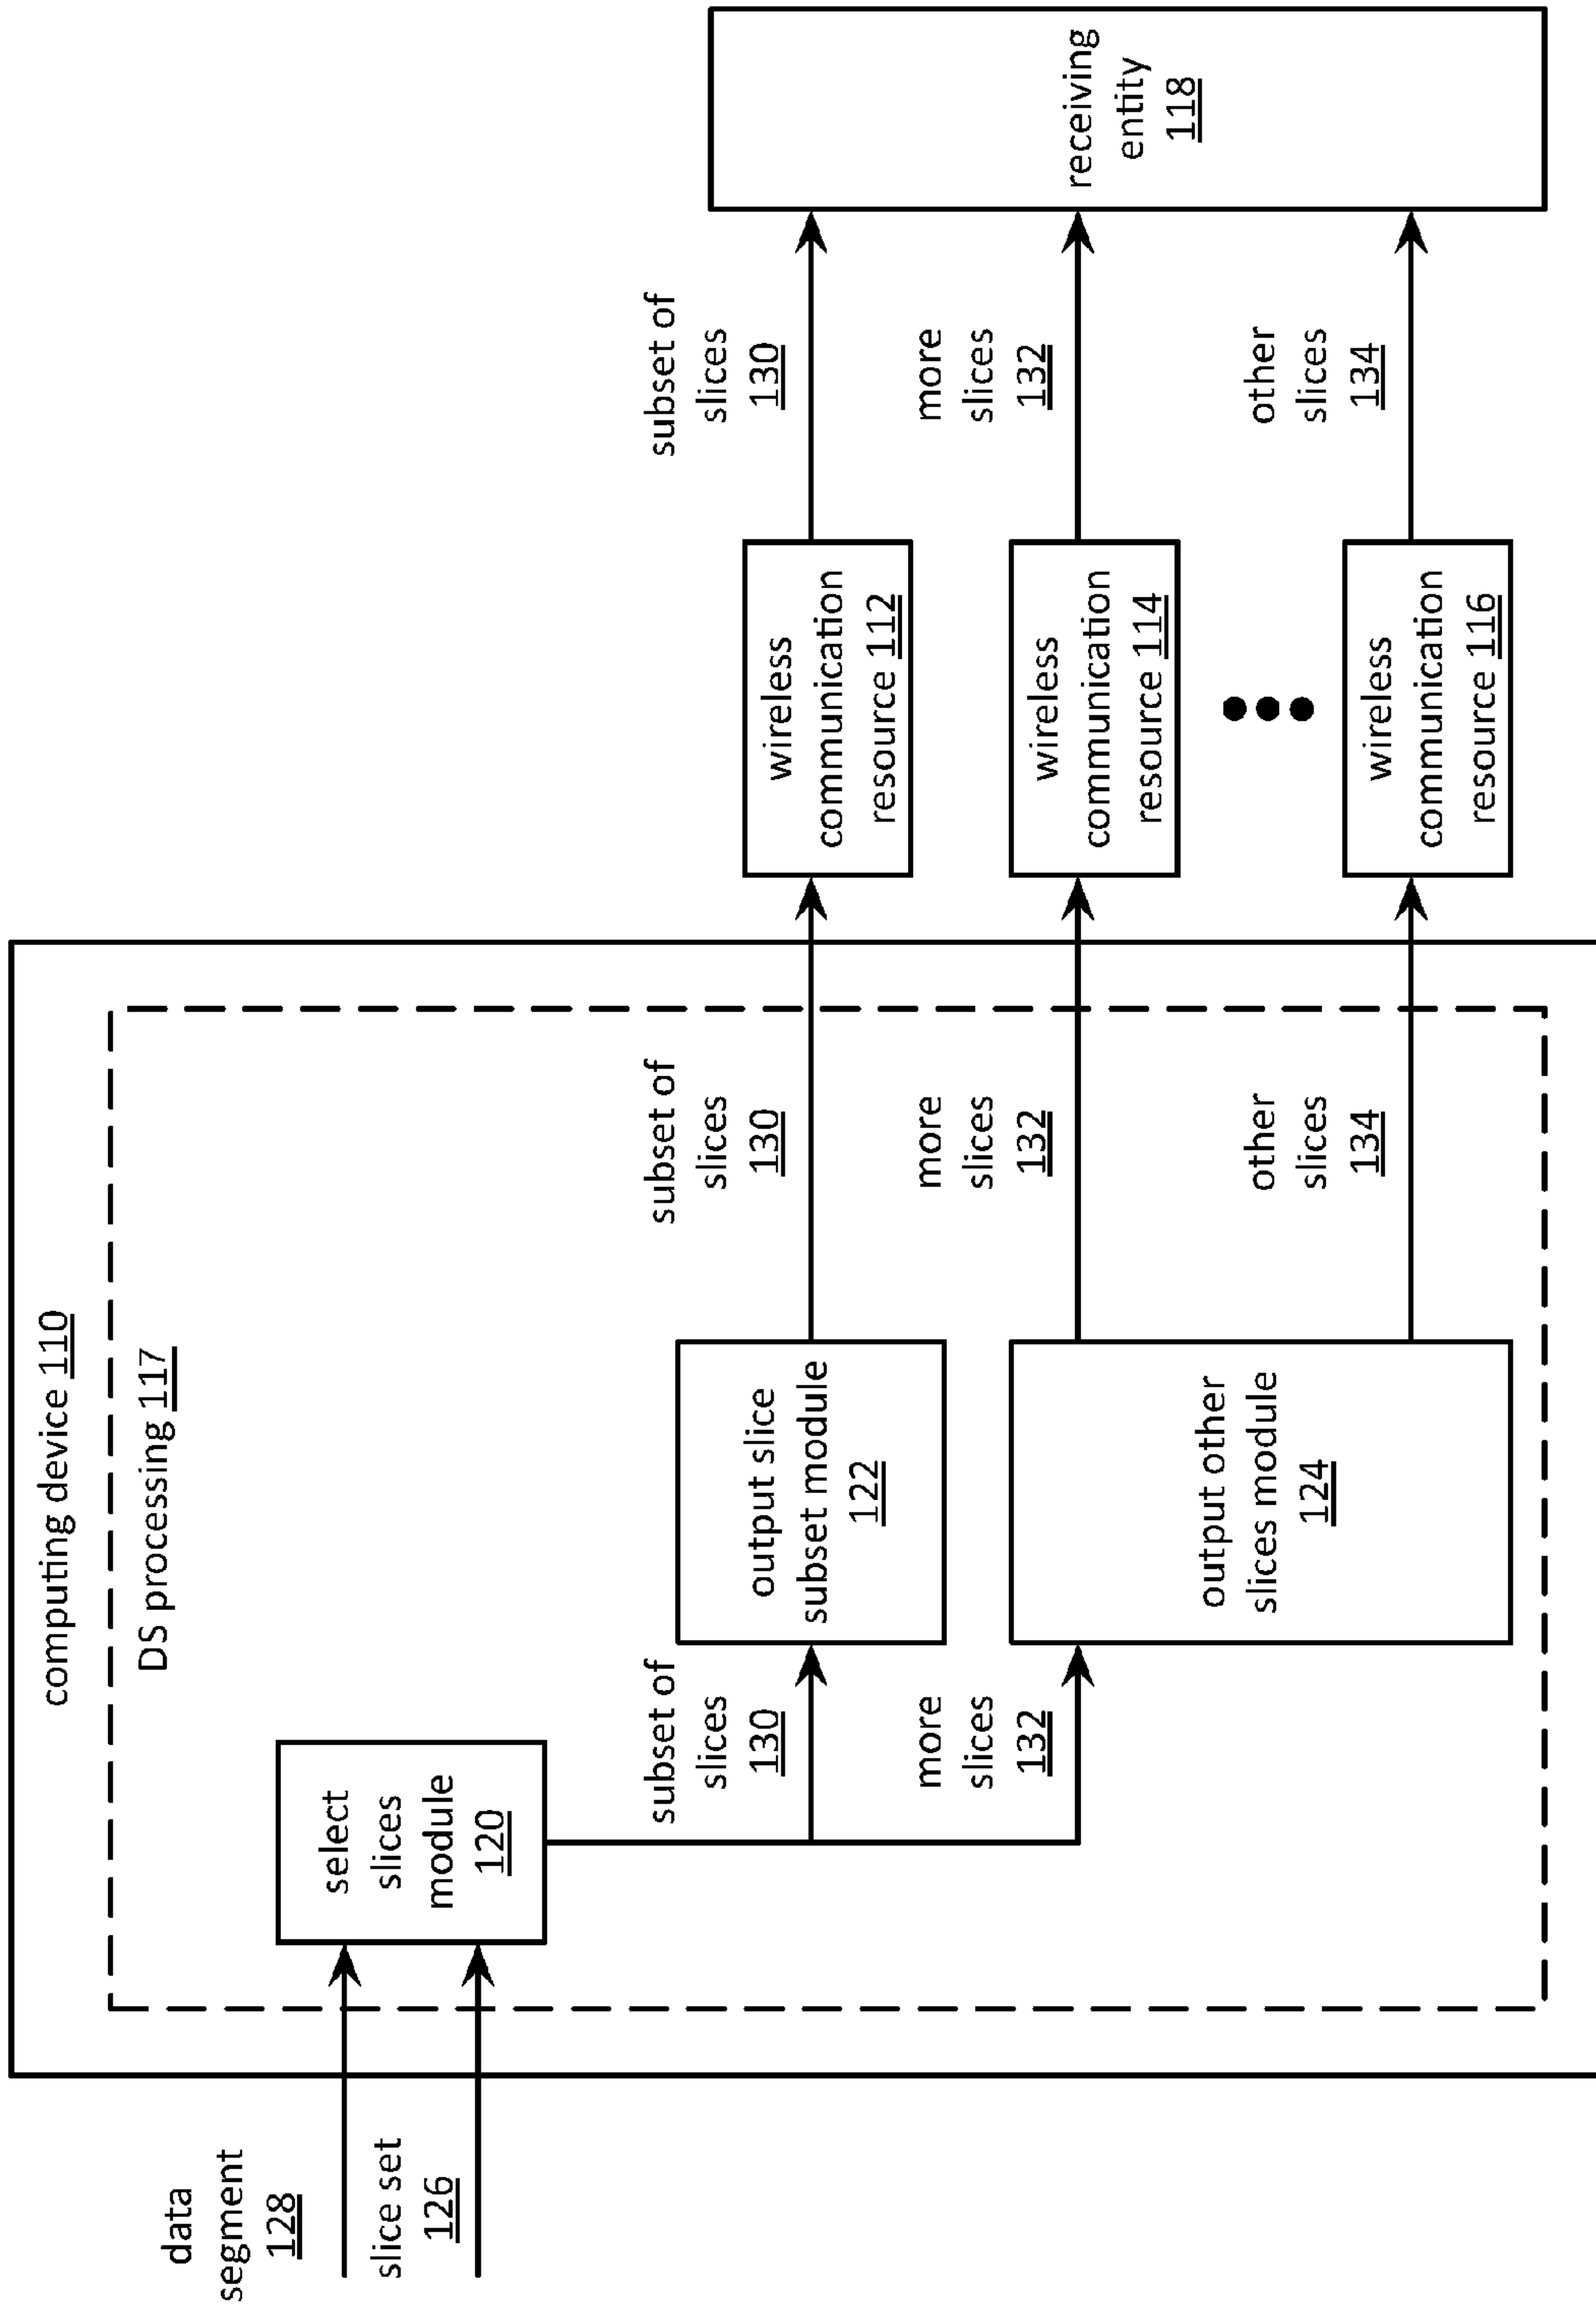 computing device 110
DS processing 117
data
segment
128
slice set
126
select
slices
module
120
subset of
slices
130
more
slices
132
output slice
subset module
122
output other
slices module
124
subset of
slices
130
more
slices
132
other
slices
134
wireless
communication
resource 112
wireless
communication
resource 114
wireless
communication
resource 116
subset of
slices
130
more
slices
132
other
slices
134
receiving
entity
118